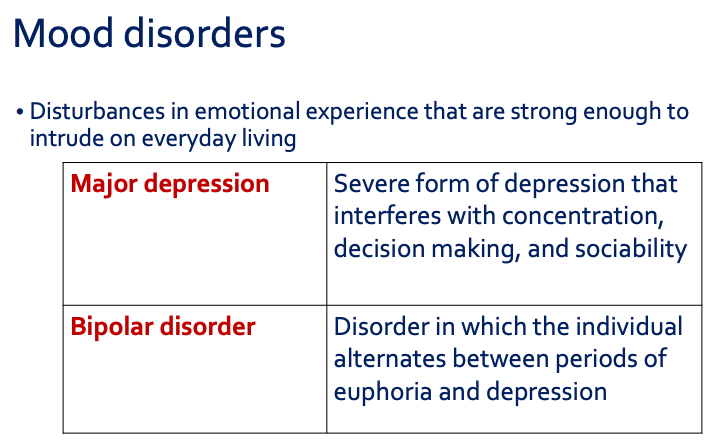 Mood disorders
• Disturbances in emotional experience that are strong enough to
intrude on everyday living
Major depression
Severe form of depression that
interferes with concentration,
decision making, and sociability
Bipolar disorder
Disorder in which the individual
alternates between periods of
euphoria and depression